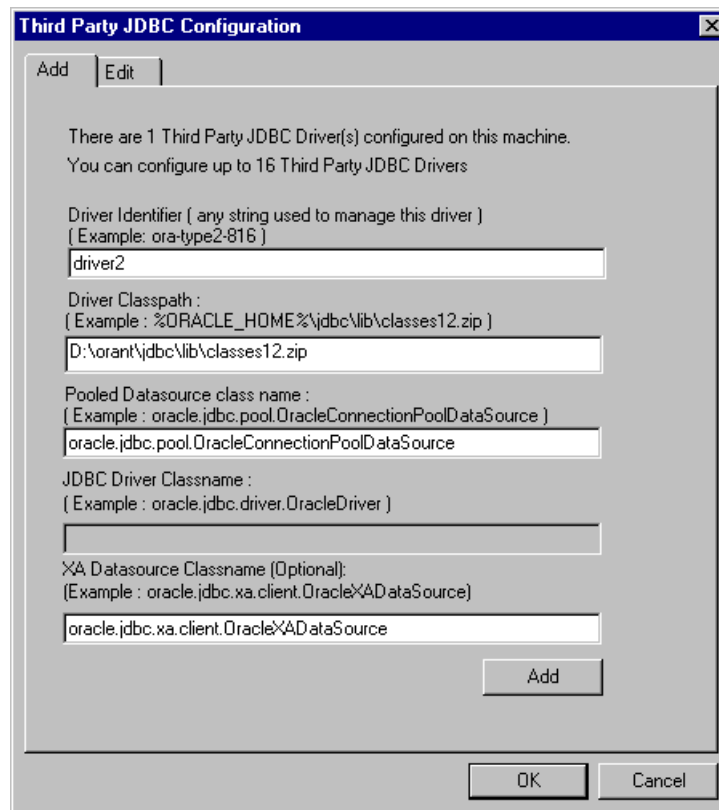 Third Party JDBC Configuration
Add Edit
There are 1 Third Party JDBC Driver(s) configured on this machine.
You can configure up to 16 Third Party JDBC Drivers
Driver Identifier ( any string used to manage this driver )
( Example: ora-type2-816 )
driver2
Driver Classpath :
( Example : %ORACLE_HOME%\jdbc\lib\classes12.zip )
D:\orant\jdbc\lib\classes12.zip
Pooled Datasource class name :
( Example : oracle.jdbc.pool.OracleConnectionPoolDataSource )
oracle.jdbc.pool.OracleConnectionPoolDataSource
JDBC Driver Classname :
( Example : oracle.jdbc.driver.OracleDriver )
XA Datasource Classname (Optional):
(Example : oracle.jdbc.xa.client.OracleXADataSource)
oracle.jdbc.xa.client.OracleXADataSource
Add
OK Cancel